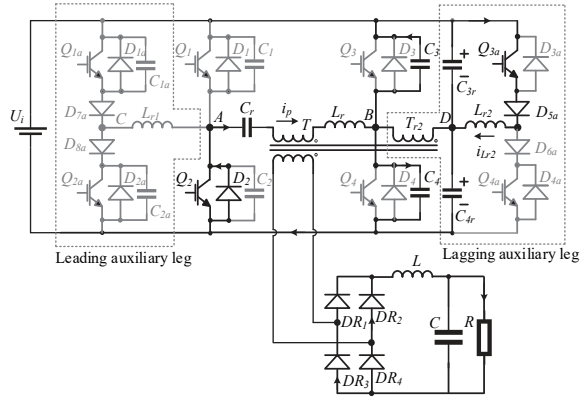 Q1a D1a C1a Q1 D1 C1 Q3 D3 C3 Q3a D3a
C3r
Ui D7a C Lr1 A Cr ip T Lr B Tr2 D Lr2 D5a
D8a iLr2 D6a
Q2a D2a C2a Q2 D2 C2 Q4 D4 C4 C4r Q4a D4a
Leading auxiliary leg Lagging auxiliary leg
L
DR1 DR2 C R
DR3 DR4